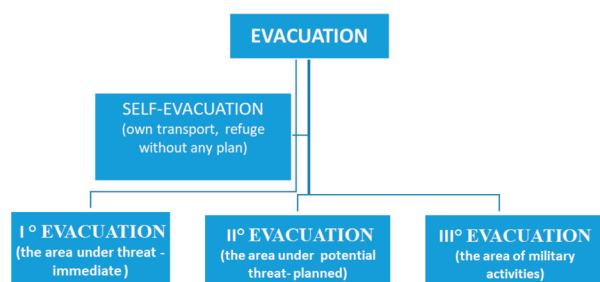 EVACUATION
SELF-EVACUATION
(own transport, refuge
without any plan)
I° EVACUATION
(the area under threat -
immediate)
II° EVACUATION
(the area under potential
threat- planned)
III° EVACUATION
(the area of military
activities)